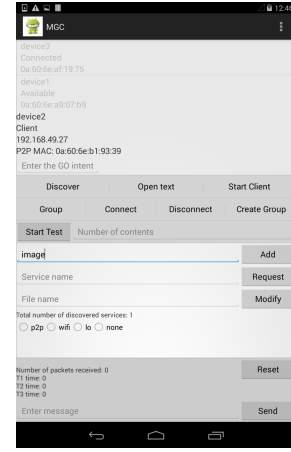 12:46
MGC
device3
Connected
0a:60:6e:af:19:75
device1
Available
0a:60:6e:a9:07:b9
device2
Client
192.168.49.27
P2P MAC: 0a:60:6e:b1:93:39
Enter the GO intent
Discover Open text Start Client
Group Connect Disconnect Create Group
Start Test Number of contents
image Add
Service name Request
File name Modify
Total number of discovered services: 1
p2p wifi lo none
Number of packets received: 0 Reset
T1 time: 0
T2 time: 0
T3 time: 0
Enter message Send